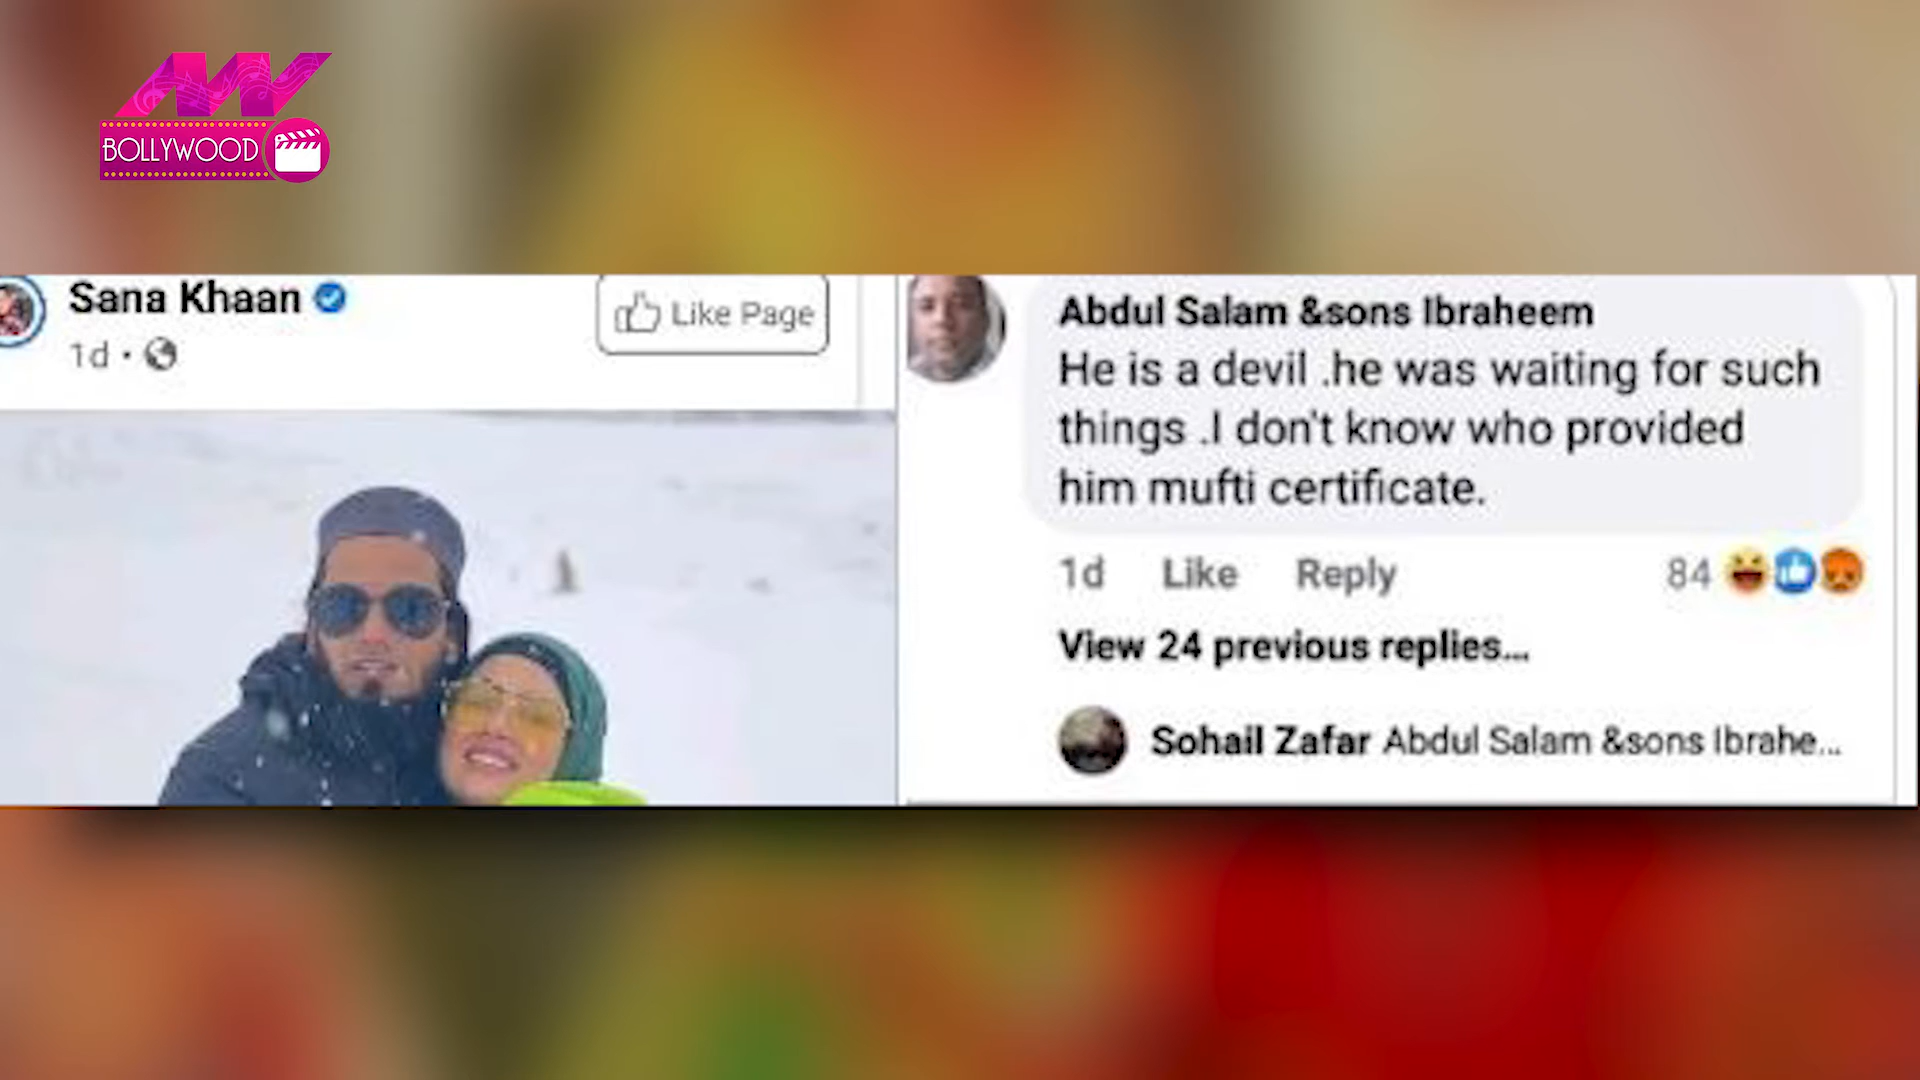 BOLLYWOOD
Sana Khaan
1d
Like Page
Abdul Salam &sons Ibraheem
He is a devil .he was waiting for such
things .I don't know who provided
him mufti certificate.
1d Like Reply 84
View 24 previous replies...
Sohail Zafar Abdul Salam &sons Ibrahe...